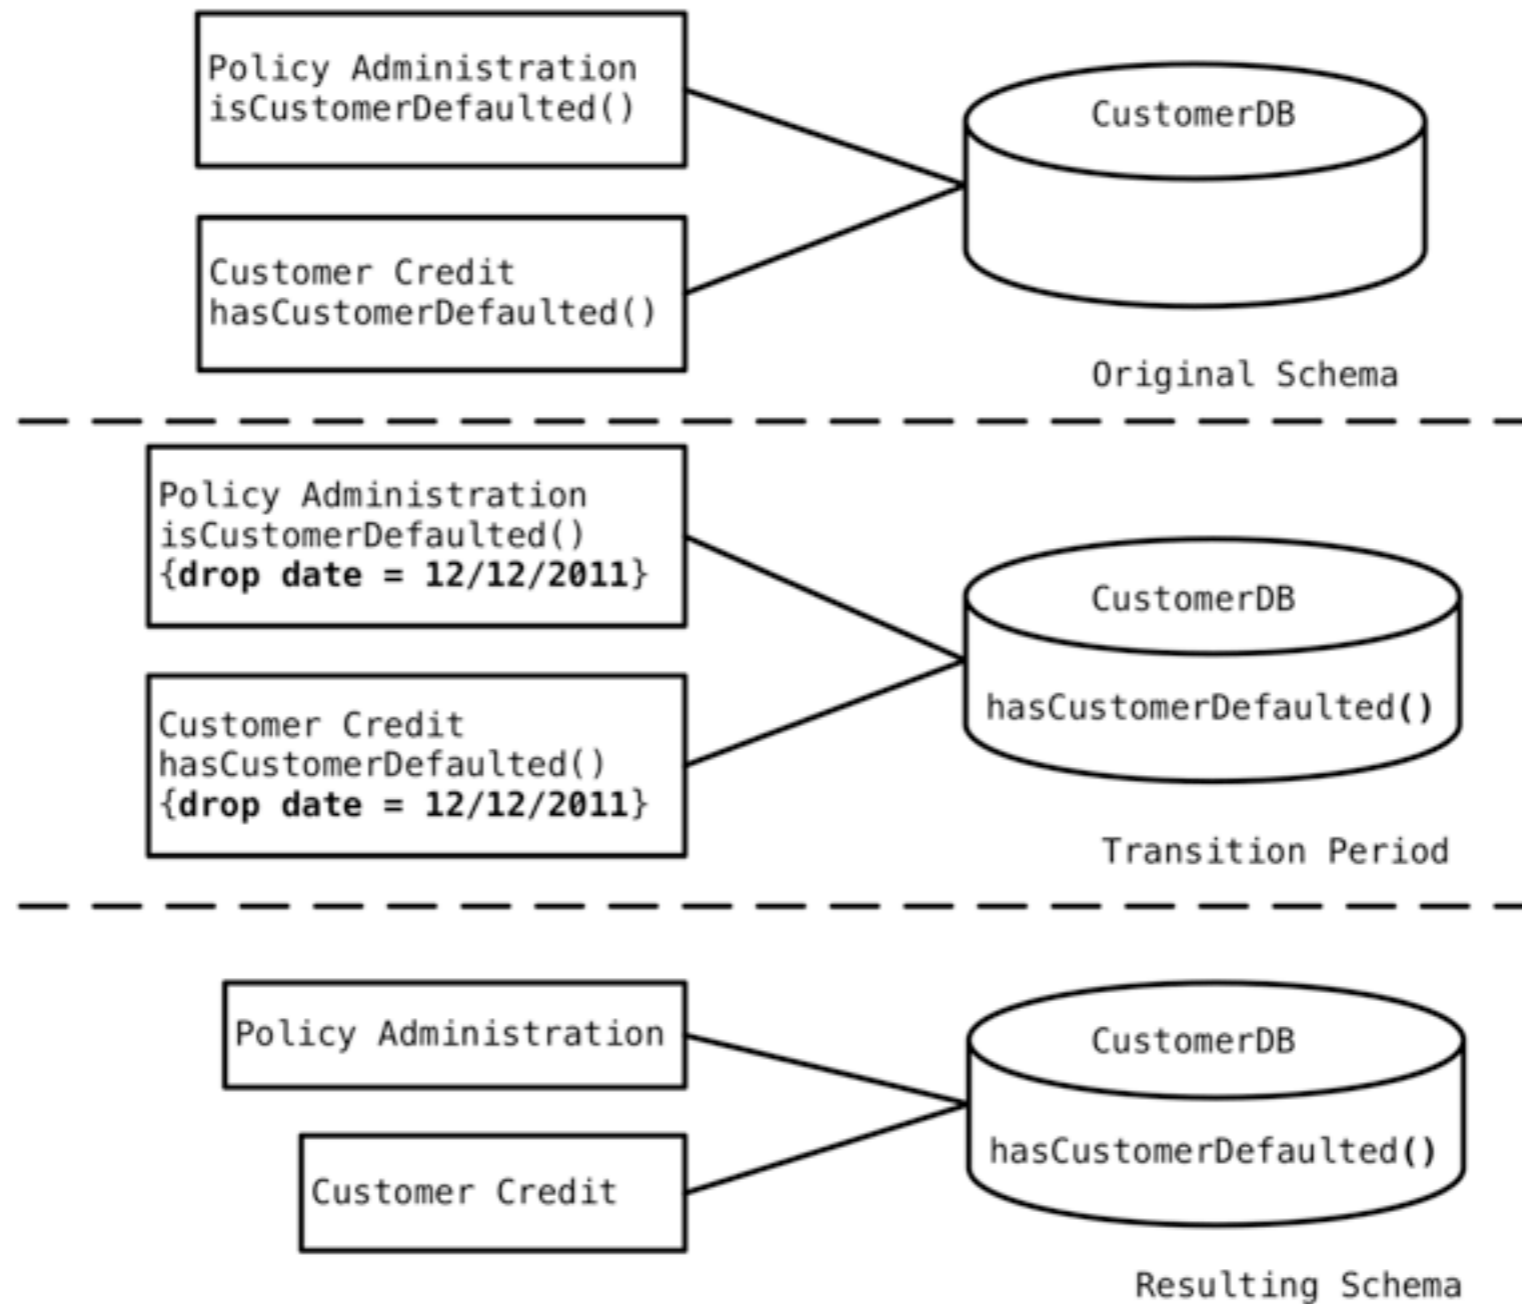 Policy Administration
isCustomerDefaulted()
CustomerDB
Customer Credit
hasCustomerDefaulted()
Original Schema
Policy Administration
isCustomerDefaulted()
{drop date = 12/12/2011}
CustomerDB
hasCustomerDefaulted()
Customer Credit
hasCustomerDefaulted()
{drop date = 12/12/2011}
Transition Period
Policy Administration
CustomerDB
hasCustomerDefaulted()
Customer Credit
Resulting Schema